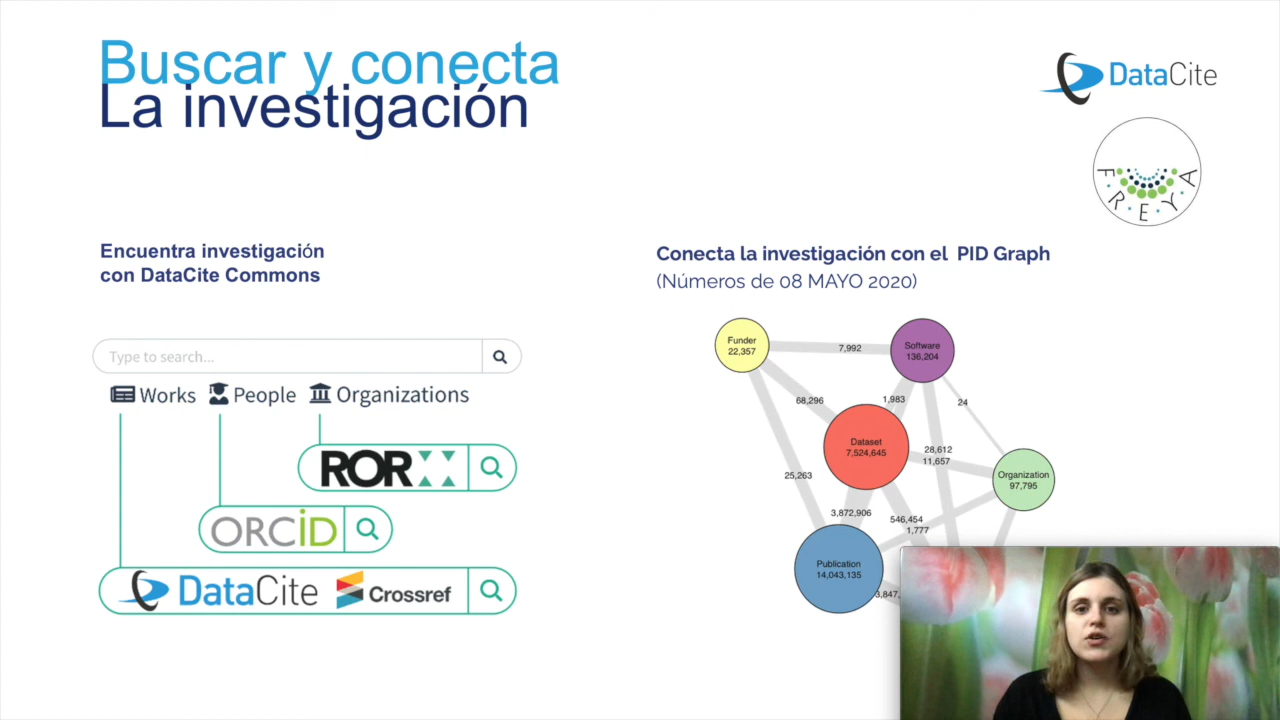 Buscar y conecta
La investigación
DataCite
F·R·E·Y·A
Encuentra investigación
con DataCite Commons
Type to search...
Works
People
Organizations
ROR
ORCID
DataCite
Crossref
Conecta la investigación con el PID Graph
(Números de 08 MAYO 2020)
Funder
22,357
7,992
Software
136,204
68,296
1,983
24
Dataset
7,524,645
28,612
11,657
25,263
Organization
97,795
3,872,906
546,454
1,777
Publication
14,043,135
3,847,